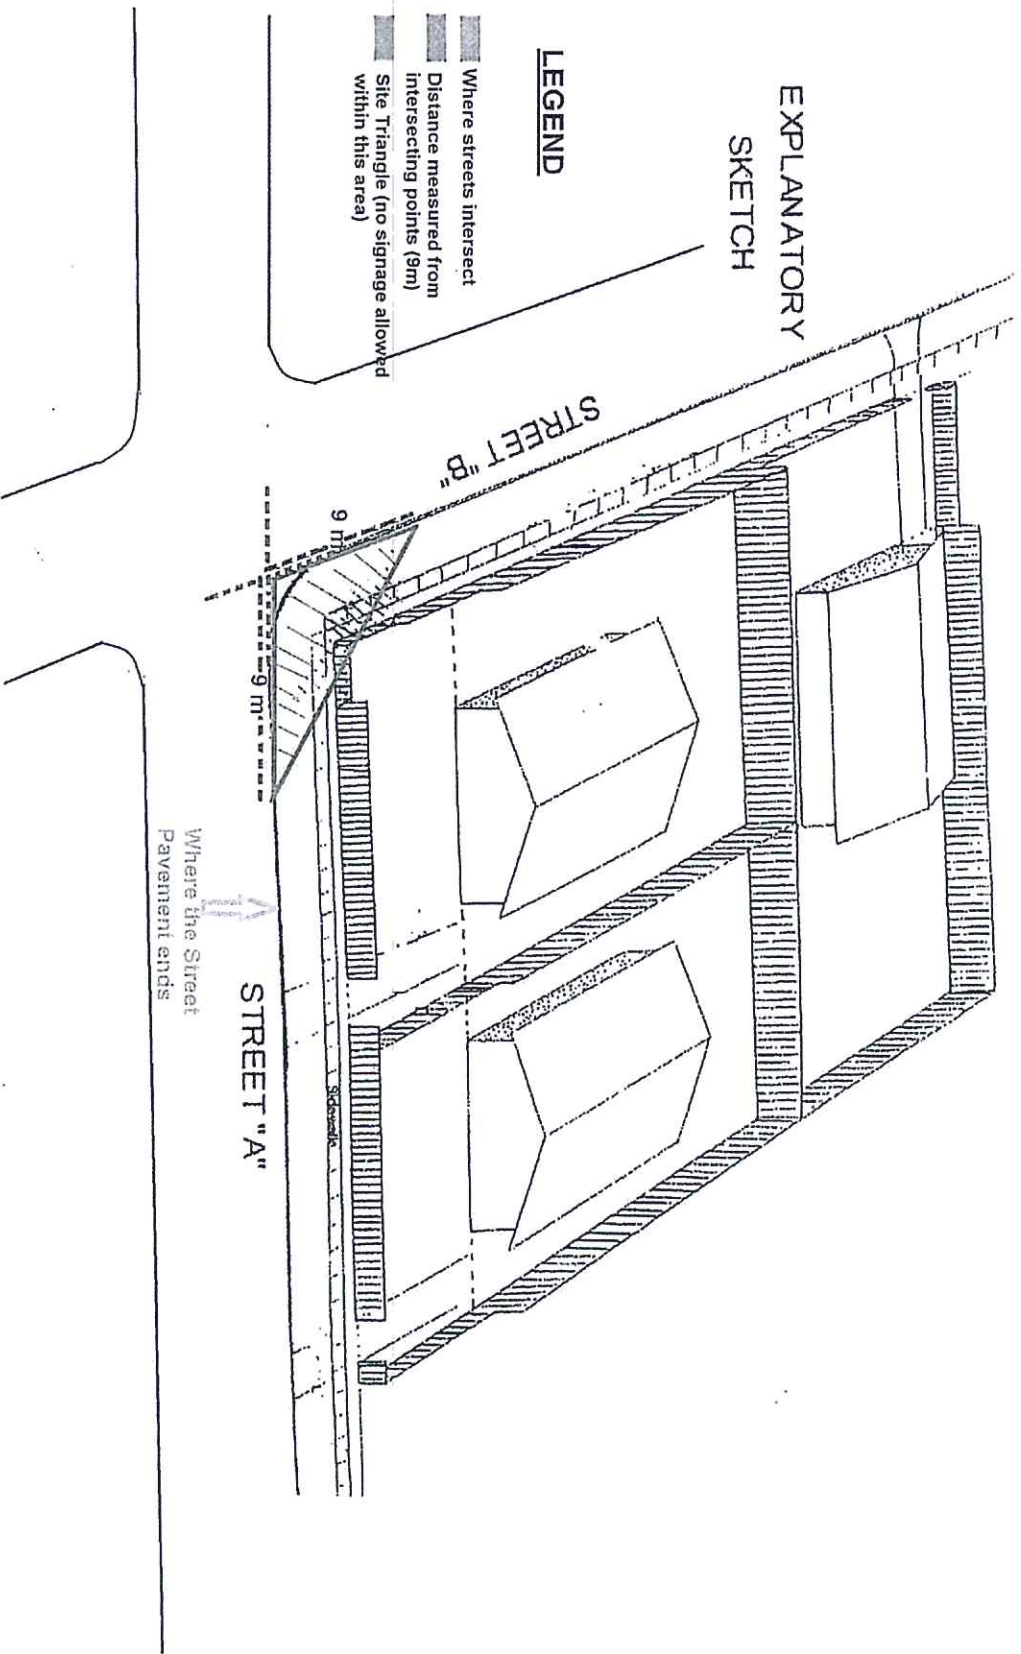 EXPLANATORY
SKETCH
LEGEND
Where streets intersect
Distance measured from
intersecting points (9m)
Site Triangle (no signage allowed
within this area)
STREET "B"
9 m
9 m
Where the Street
Pavement ends
STREET "A"
Sidewalk